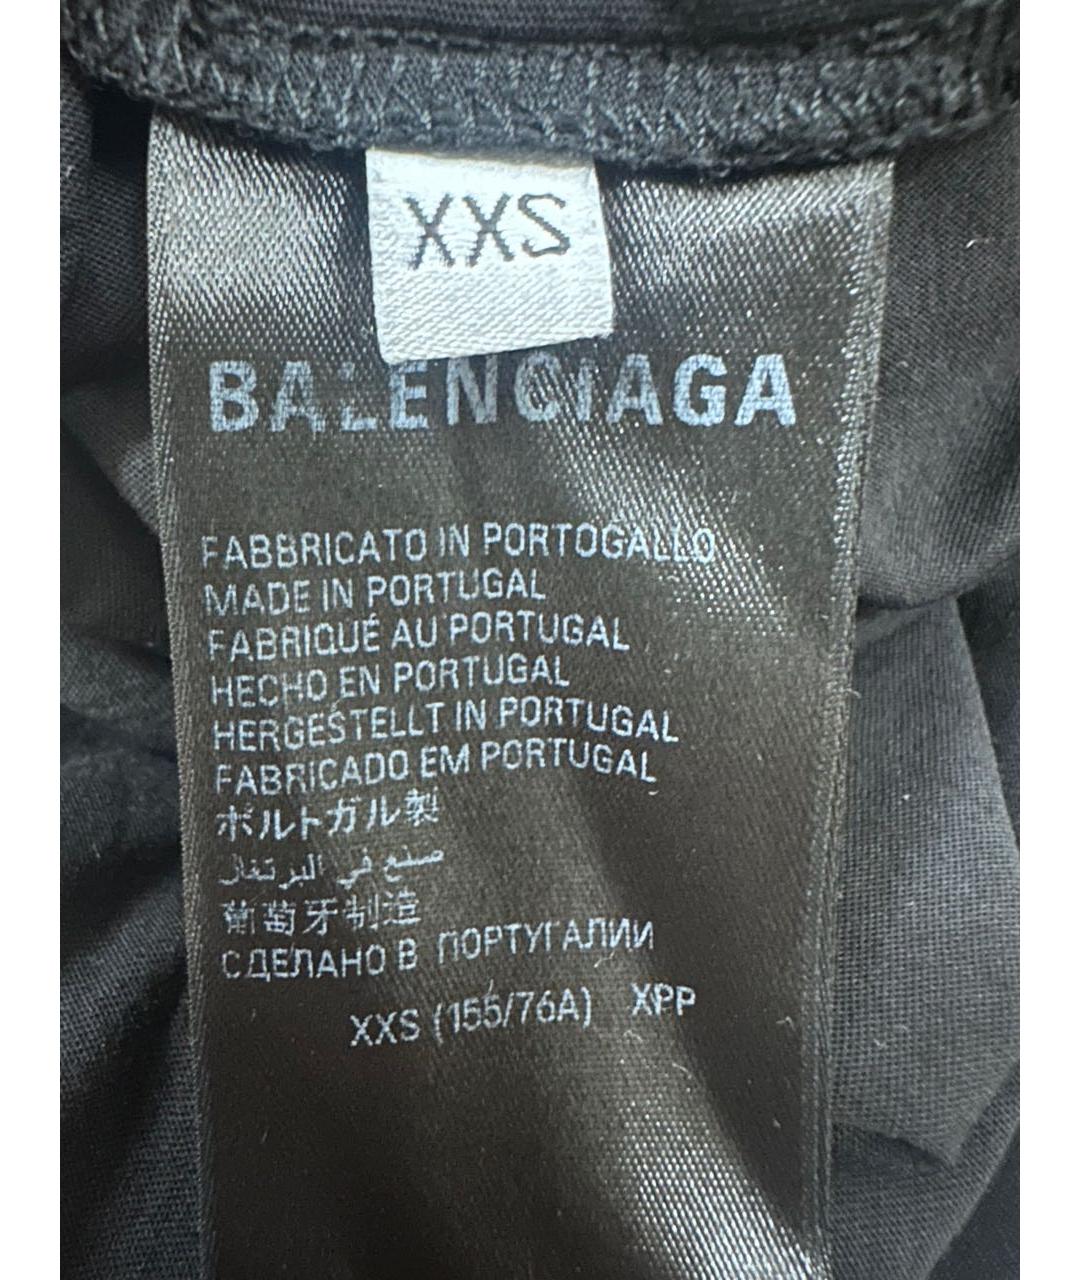 XXS
BALENCIAGA
FABBRICATO IN PORTOGALLO
MADE IN PORTUGAL
FABRIQUÉ AU PORTUGAL
HECHO EN PORTUGAL
HERGESTELLT IN PORTUGAL
FABRICADO EM PORTUGAL
ポルトガル製
صنع في البرتغال
葡萄牙制造
СДЕЛАНО В ПОРТУГАЛИИ
XXS (155/76A) XPP